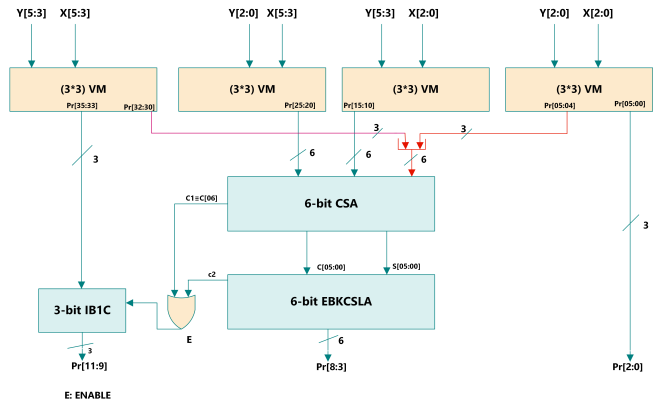 Y[5:3] X[5:3] Y[2:0] X[5:3] Y[5:3] X[2:0] Y[2:0] X[2:0]
(3*3) VM (3*3) VM (3*3) VM (3*3) VM
Pr[35:33] Pr[32:30] Pr[25:20] Pr[15:10] Pr[05:04] Pr[05:00]
3 3
3 6 6 6
C1=C[06] 6-bit CSA
3
C[05:00] S[05:00]
c2
3-bit IB1C 6-bit EBKCSLA
E
3 6
Pr[11:9] Pr[8:3] Pr[2:0]
E: ENABLE